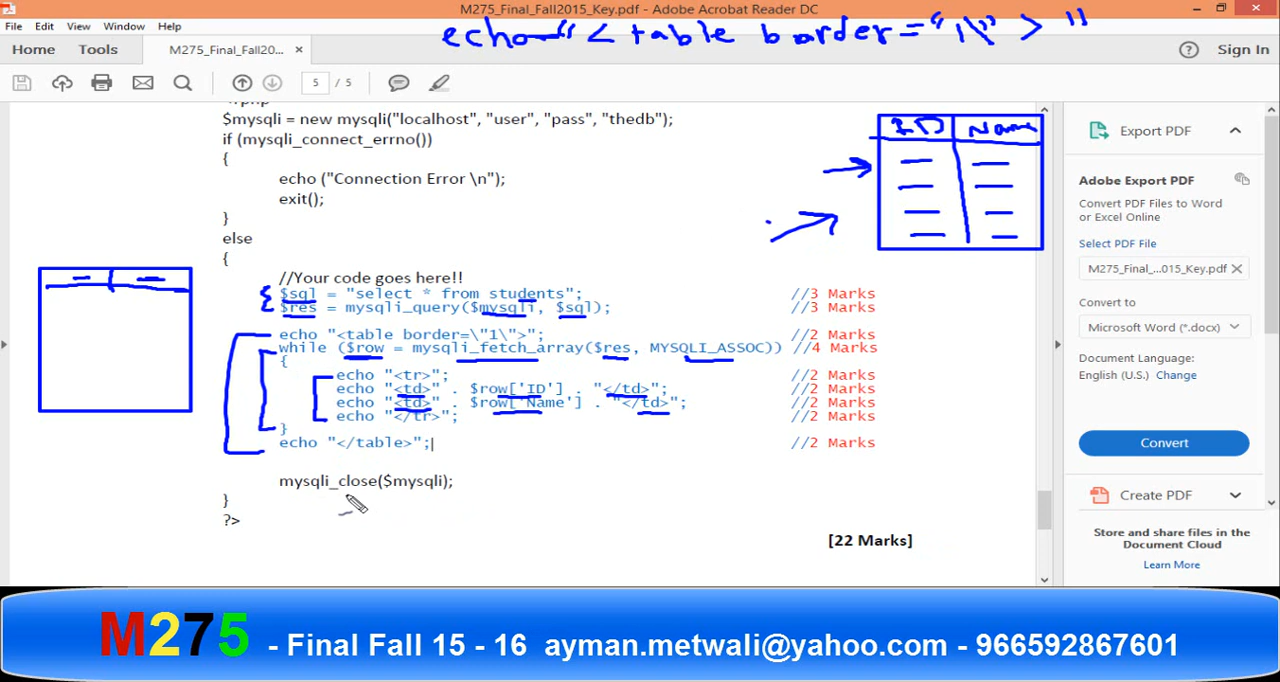 M275_Final_Fall2015_Key.pdf - Adobe Acrobat Reader DC
File Edit View Window Help
echo "< table border=\"1\" > "
Home Tools M275_Final_Fall20... × Sign In
5 / 5
$mysqli = new mysqli("localhost", "user", "pass", "thedb");
if (mysqli_connect_errno())
{
echo ("Connection Error \n");
exit();
}
else
{
//Your code goes here!!
$sql = "select * from students"; //3 Marks
$res = mysqli_query($mysqli, $sql); //3 Marks
echo "<table border=\"1\">"; //2 Marks
while ($row = mysqli_fetch_array($res, MYSQLI_ASSOC)) //4 Marks
{
echo "<tr>"; //2 Marks
echo "<td>" . $row['ID'] . "</td>"; //2 Marks
echo "<td>" . $row['Name'] . "</td>"; //2 Marks
echo "</tr>"; //2 Marks
}
echo "</table>"; //2 Marks
mysqli_close($mysqli);
}
?>
[22 Marks]
ID Name
Export PDF
Adobe Export PDF
Convert PDF Files to Word
or Excel Online
Select PDF File
M275_Final_...015_Key.pdf ×
Convert to
Microsoft Word (*.docx)
Document Language:
English (U.S.) Change
Convert
Create PDF
Store and share files in the
Document Cloud
Learn More
M275 - Final Fall 15 - 16 ayman.metwali@yahoo.com - 966592867601